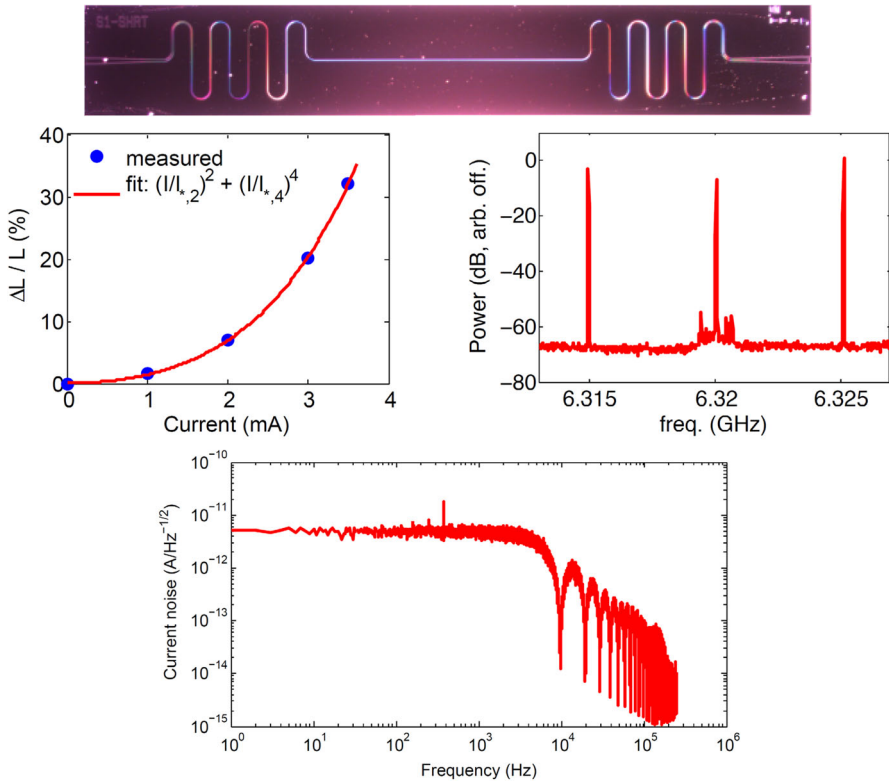 S1-SHRT
40
30
20
10
0
ΔL / L (%)
measured
fit: (I/I*,2)² + (I/I*,4)⁴
0 1 2 3 4
Current (mA)
0
−20
−40
−60
−80
Power (dB, arb. off.)
6.315 6.32 6.325
freq. (GHz)
10⁻¹⁰
10⁻¹¹
10⁻¹²
10⁻¹³
10⁻¹⁴
10⁻¹⁵
Current noise (A/Hz⁻¹/²)
10⁰ 10¹ 10² 10³ 10⁴ 10⁵ 10⁶
Frequency (Hz)